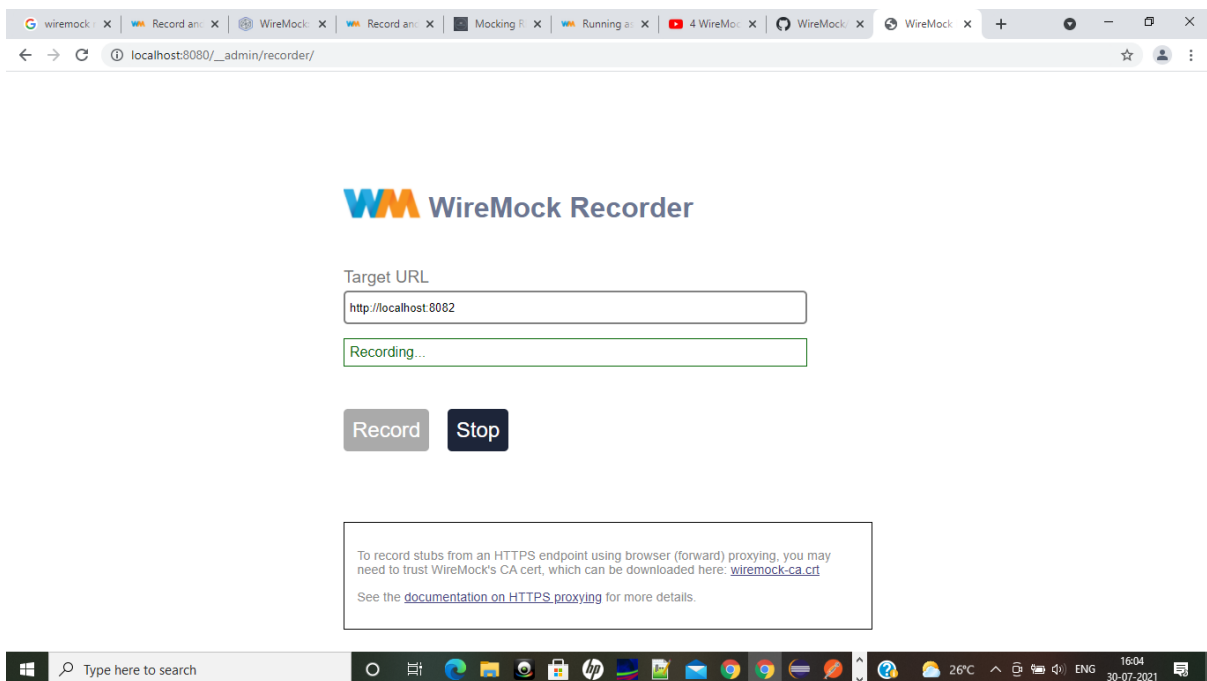 wiremock r
Record and
WireMock
Record and
Mocking R
Running as
4 WireMoc
WireMock/
WireMock
localhost:8080/__admin/recorder/
WM WireMock Recorder
Target URL
http://localhost:8082
Recording...
Record Stop
To record stubs from an HTTPS endpoint using browser (forward) proxying, you may
need to trust WireMock's CA cert, which can be downloaded here: wiremock-ca.crt
See the documentation on HTTPS proxying for more details.
Type here to search
26°C ENG
16:04
30-07-2021